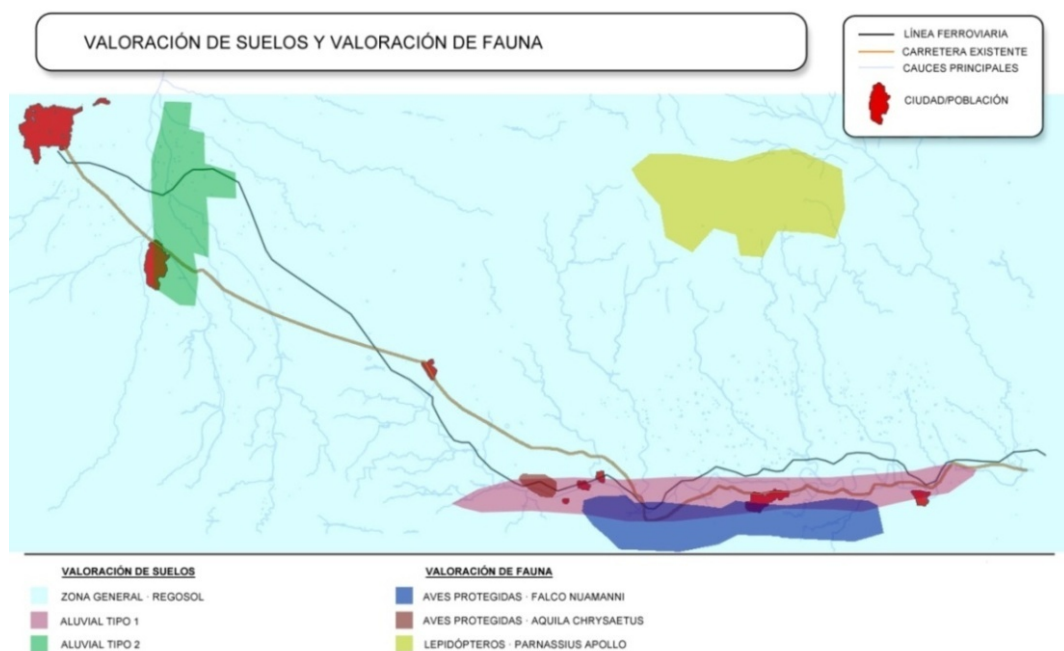 VALORACIÓN DE SUELOS Y VALORACIÓN DE FAUNA
LÍNEA FERROVIARIA
CARRETERA EXISTENTE
CAUCES PRINCIPALES
CIUDAD/POBLACIÓN
VALORACIÓN DE SUELOS
ZONA GENERAL · REGOSOL
ALUVIAL TIPO 1
ALUVIAL TIPO 2
VALORACIÓN DE FAUNA
AVES PROTEGIDAS · FALCO NUAMANNI
AVES PROTEGIDAS · AQUILA CHRYSAETUS
LEPIDÓPTEROS · PARNASSIUS APOLLO